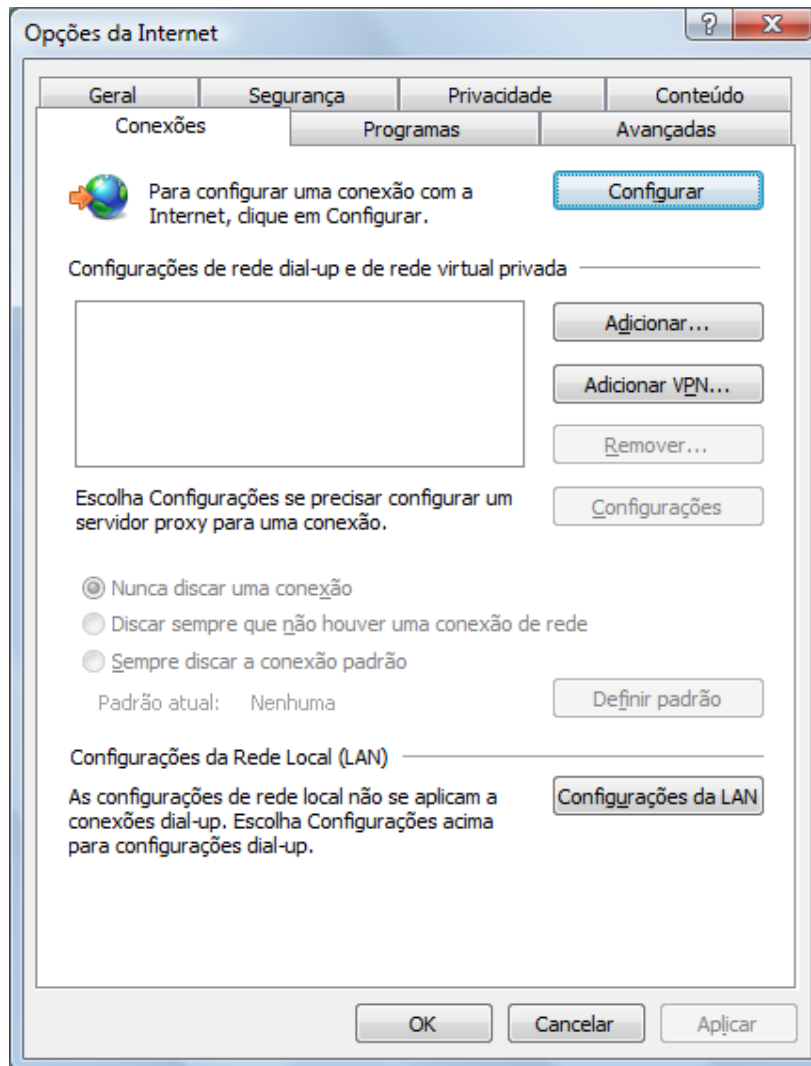 Opções da Internet
?
X
Geral
Segurança
Privacidade
Conteúdo
Conexões
Programas
Avançadas
Para configurar uma conexão com a
Internet, clique em Configurar.
Configurar
Configurações de rede dial-up e de rede virtual privada
Adicionar...
Adicionar VPN...
Remover...
Escolha Configurações se precisar configurar um
servidor proxy para uma conexão.
Configurações
Nunca discar uma conexão
Discar sempre que não houver uma conexão de rede
Sempre discar a conexão padrão
Padrão atual: Nenhuma
Definir padrão
Configurações da Rede Local (LAN)
As configurações de rede local não se aplicam a
conexões dial-up. Escolha Configurações acima
para configurações dial-up.
Configurações da LAN
OK
Cancelar
Aplicar